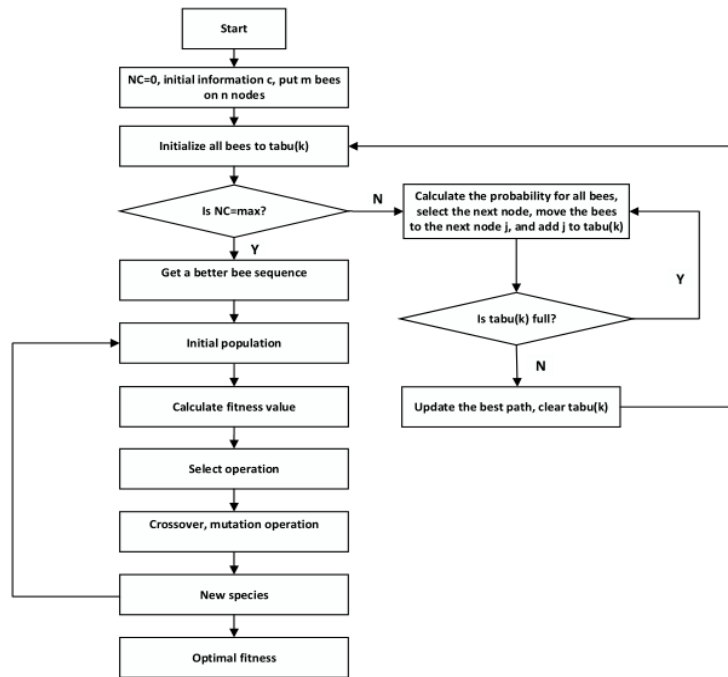 Start
NC=0, initial information c, put m bees
on n nodes
Initialize all bees to tabu(k)
Is NC=max?
N
Calculate the probability for all bees,
select the next node, move the bees
to the next node j, and add j to tabu(k)
Y
Get a better bee sequence
Y
Is tabu(k) full?
Initial population
N
Calculate fitness value
Update the best path, clear tabu(k)
Select operation
Crossover, mutation operation
New species
Optimal fitness